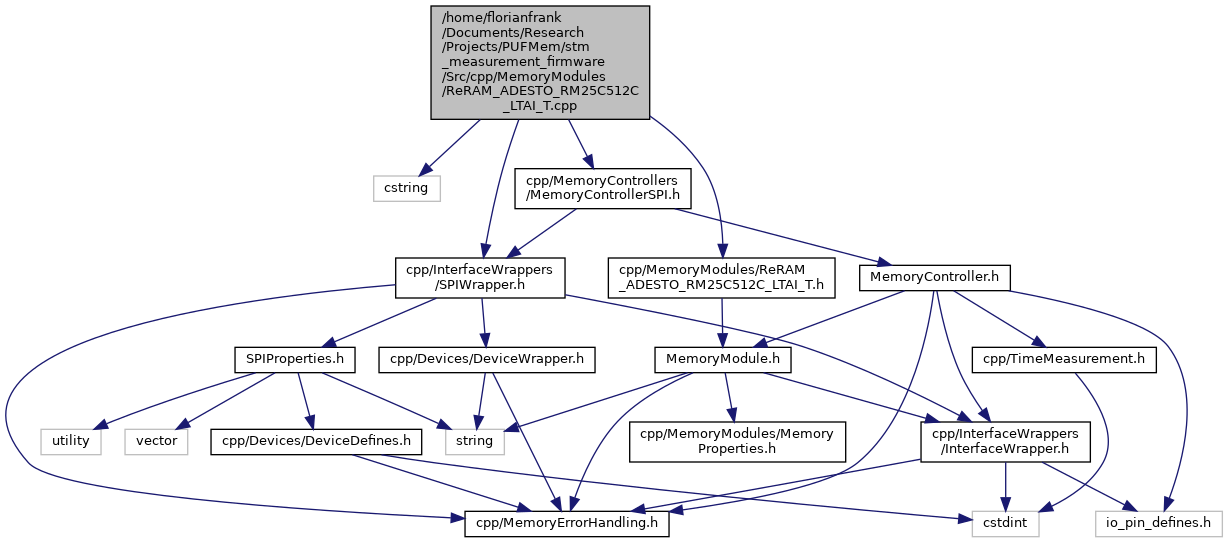 /home/florianfrank
/Documents/Research
/Projects/PUFMem/stm
_measurement_firmware
/Src/cpp/MemoryModules
/ReRAM_ADESTO_RM25C512C
_LTAI_T.cpp
cstring
cpp/MemoryControllers
/MemoryControllerSPI.h
cpp/InterfaceWrappers
/SPIWrapper.h
cpp/MemoryModules/ReRAM
_ADESTO_RM25C512C_LTAI_T.h
MemoryController.h
SPIProperties.h
cpp/Devices/DeviceWrapper.h
MemoryModule.h
cpp/TimeMeasurement.h
utility
vector
cpp/Devices/DeviceDefines.h
string
cpp/MemoryModules/Memory
Properties.h
cpp/InterfaceWrappers
/InterfaceWrapper.h
cpp/MemoryErrorHandling.h
cstdint
io_pin_defines.h